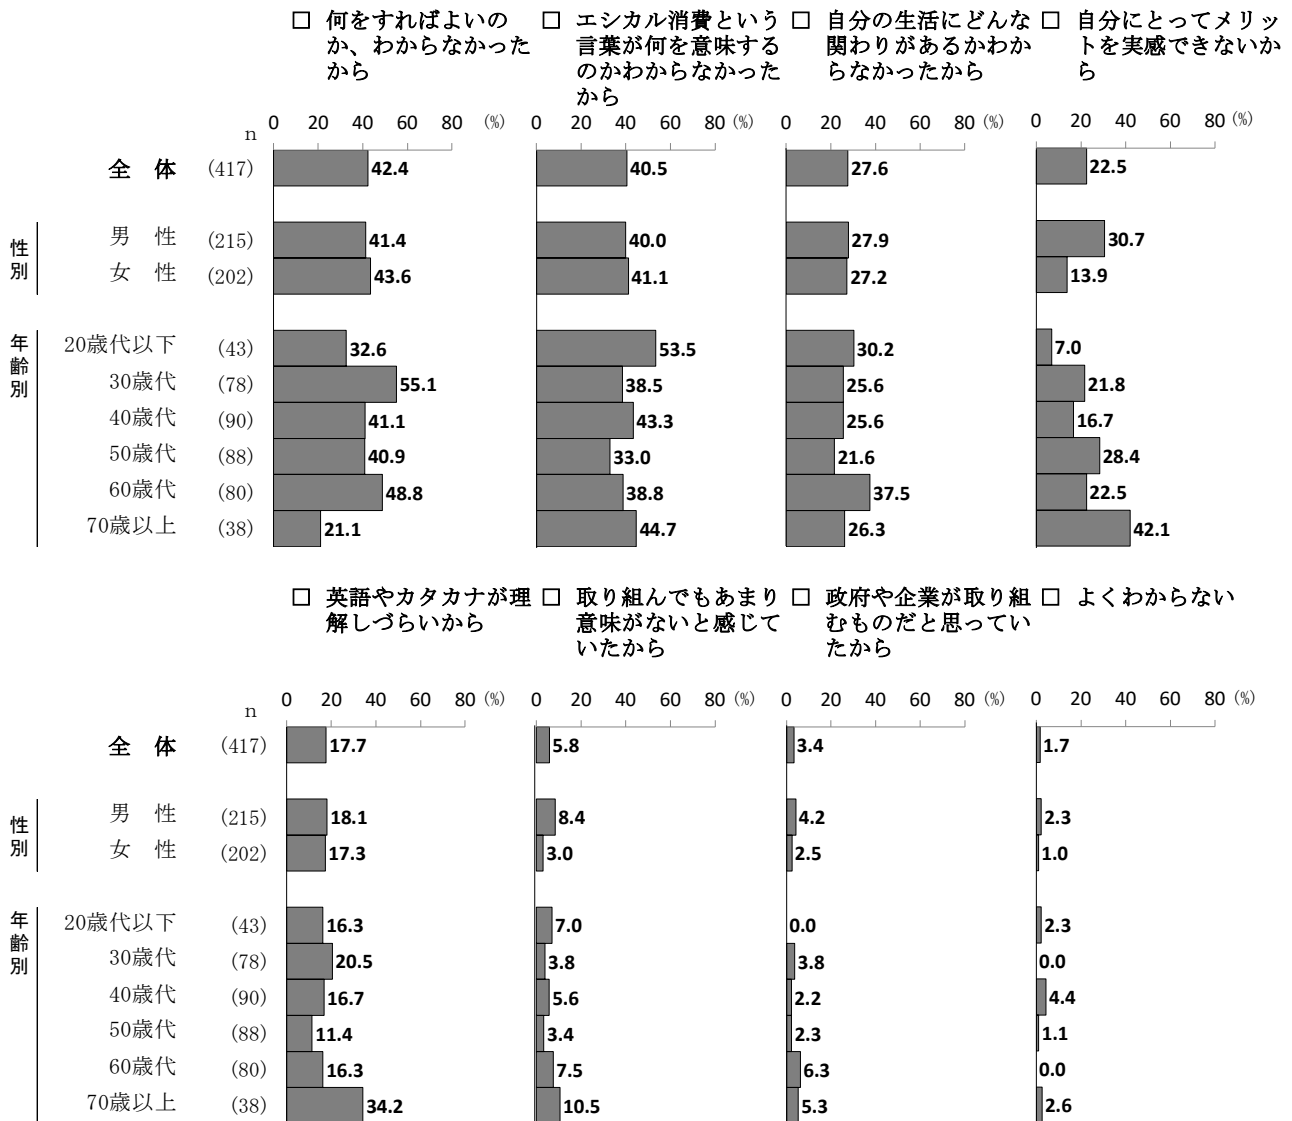 □ 何をすればよいの
か、わからなかった
から
□ エシカル消費という
言葉が何を意味する
のかわからなかった
から
□ 自分の生活にどんな
関わりがあるかわか
らなかったから
□ 自分にとってメリッ
トを実感できないか
ら
n 0 20 40 60 80 (%) 0 20 40 60 80 (%) 0 20 40 60 80 (%) 0 20 40 60 80 (%)
全 体 (417) 42.4 40.5 27.6 22.5
性別
男 性 (215) 41.4 40.0 27.9 30.7
女 性 (202) 43.6 41.1 27.2 13.9
年齢別
20歳代以下 (43) 32.6 53.5 30.2 7.0
30歳代 (78) 55.1 38.5 25.6 21.8
40歳代 (90) 41.1 43.3 25.6 16.7
50歳代 (88) 40.9 33.0 21.6 28.4
60歳代 (80) 48.8 38.8 37.5 22.5
70歳以上 (38) 21.1 44.7 26.3 42.1
□ 英語やカタカナが理
解しづらいから
□ 取り組んでもあまり
意味がないと感じて
いたから
□ 政府や企業が取り組
むものだと思ってい
たから
□ よくわからない
n 0 20 40 60 80 (%) 0 20 40 60 80 (%) 0 20 40 60 80 (%) 0 20 40 60 80 (%)
全 体 (417) 17.7 5.8 3.4 1.7
性別
男 性 (215) 18.1 8.4 4.2 2.3
女 性 (202) 17.3 3.0 2.5 1.0
年齢別
20歳代以下 (43) 16.3 7.0 0.0 2.3
30歳代 (78) 20.5 3.8 3.8 0.0
40歳代 (90) 16.7 5.6 2.2 4.4
50歳代 (88) 11.4 3.4 2.3 1.1
60歳代 (80) 16.3 7.5 6.3 0.0
70歳以上 (38) 34.2 10.5 5.3 2.6